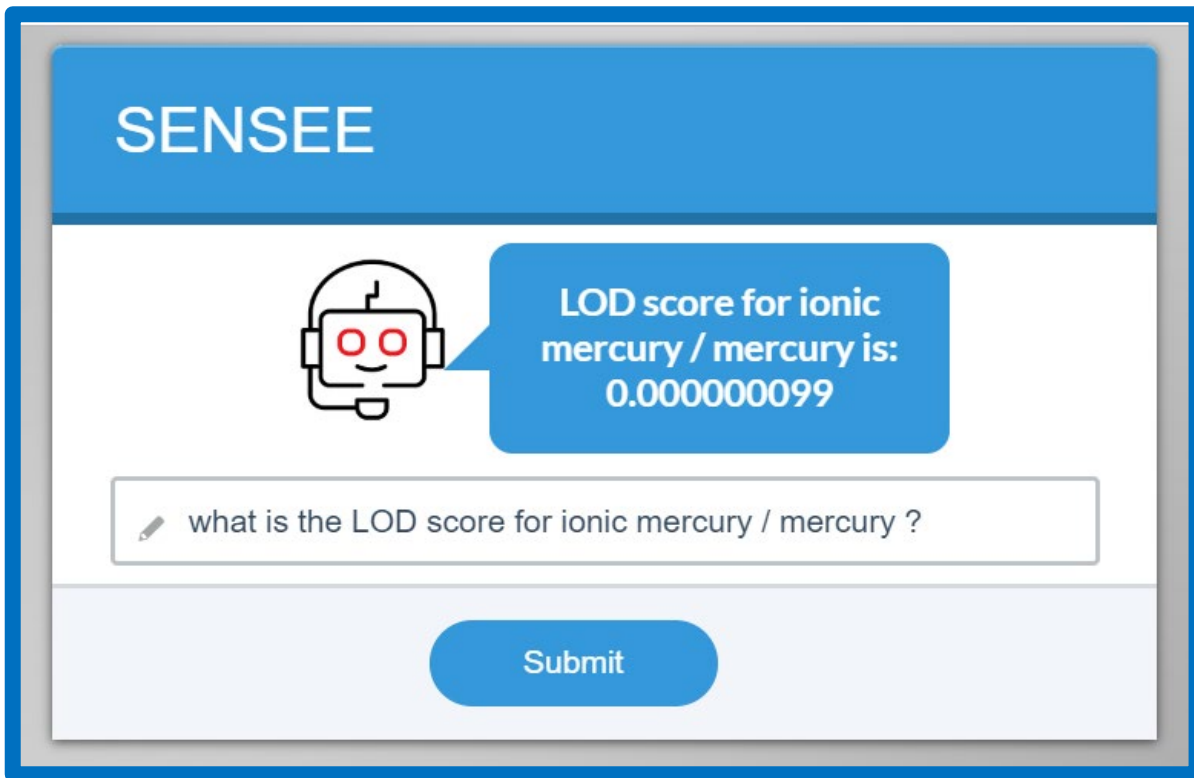 SENSEE
LOD score for ionic
mercury / mercury is:
0.000000099
what is the LOD score for ionic mercury / mercury ?
Submit